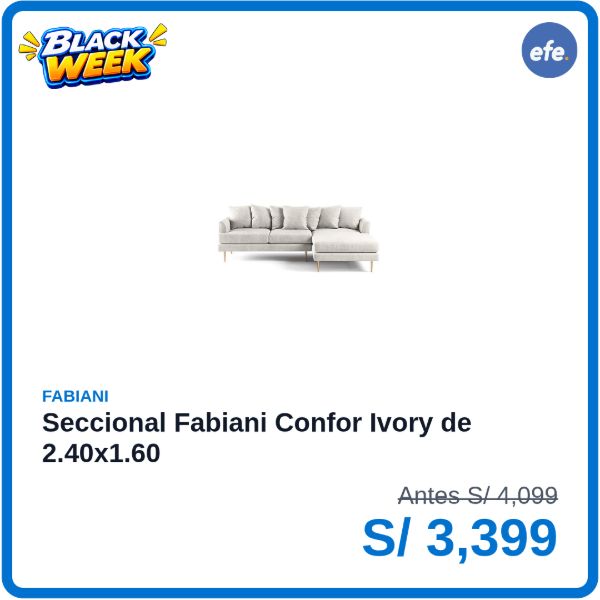 BLACK
WEEK
efe.
FABIANI
Seccional Fabiani Confor Ivory de
2.40x1.60
Antes S/ 4,099
S/ 3,399